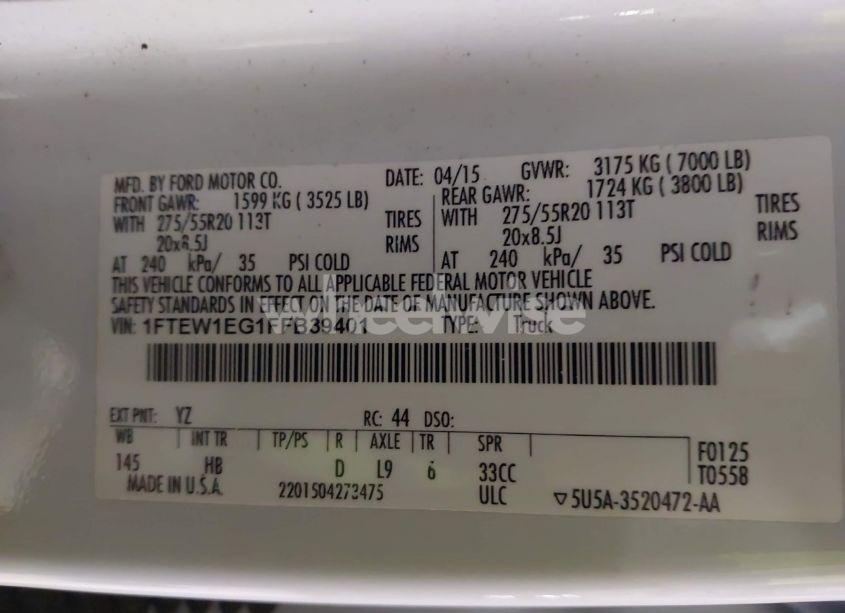 MFD. BY FORD MOTOR CO.
DATE: 04/15
GVWR: 3175 KG ( 7000 LB)
FRONT GAWR: 1599 KG ( 3525 LB)
REAR GAWR: 1724 KG ( 3800 LB)
WITH 275/55R20 113T TIRES
WITH 275/55R20 113T TIRES
20x8.5J RIMS
20x8.5J RIMS
AT 240 kPa/ 35 PSI COLD
AT 240 kPa/ 35 PSI COLD
THIS VEHICLE CONFORMS TO ALL APPLICABLE FEDERAL MOTOR VEHICLE
SAFETY STANDARDS IN EFFECT ON THE DATE OF MANUFACTURE SHOWN ABOVE.
VIN: 1FTEW1EG1FFB39401 TYPE: Truck
EXT PNT: YZ RC: 44 DSO:
WB INT TR TP/PS R AXLE TR SPR
145 HB D L9 6 33CC
F0125
T0558
MADE IN U.S.A. 2201504273475 ULC ▽5U5A-3520472-AA